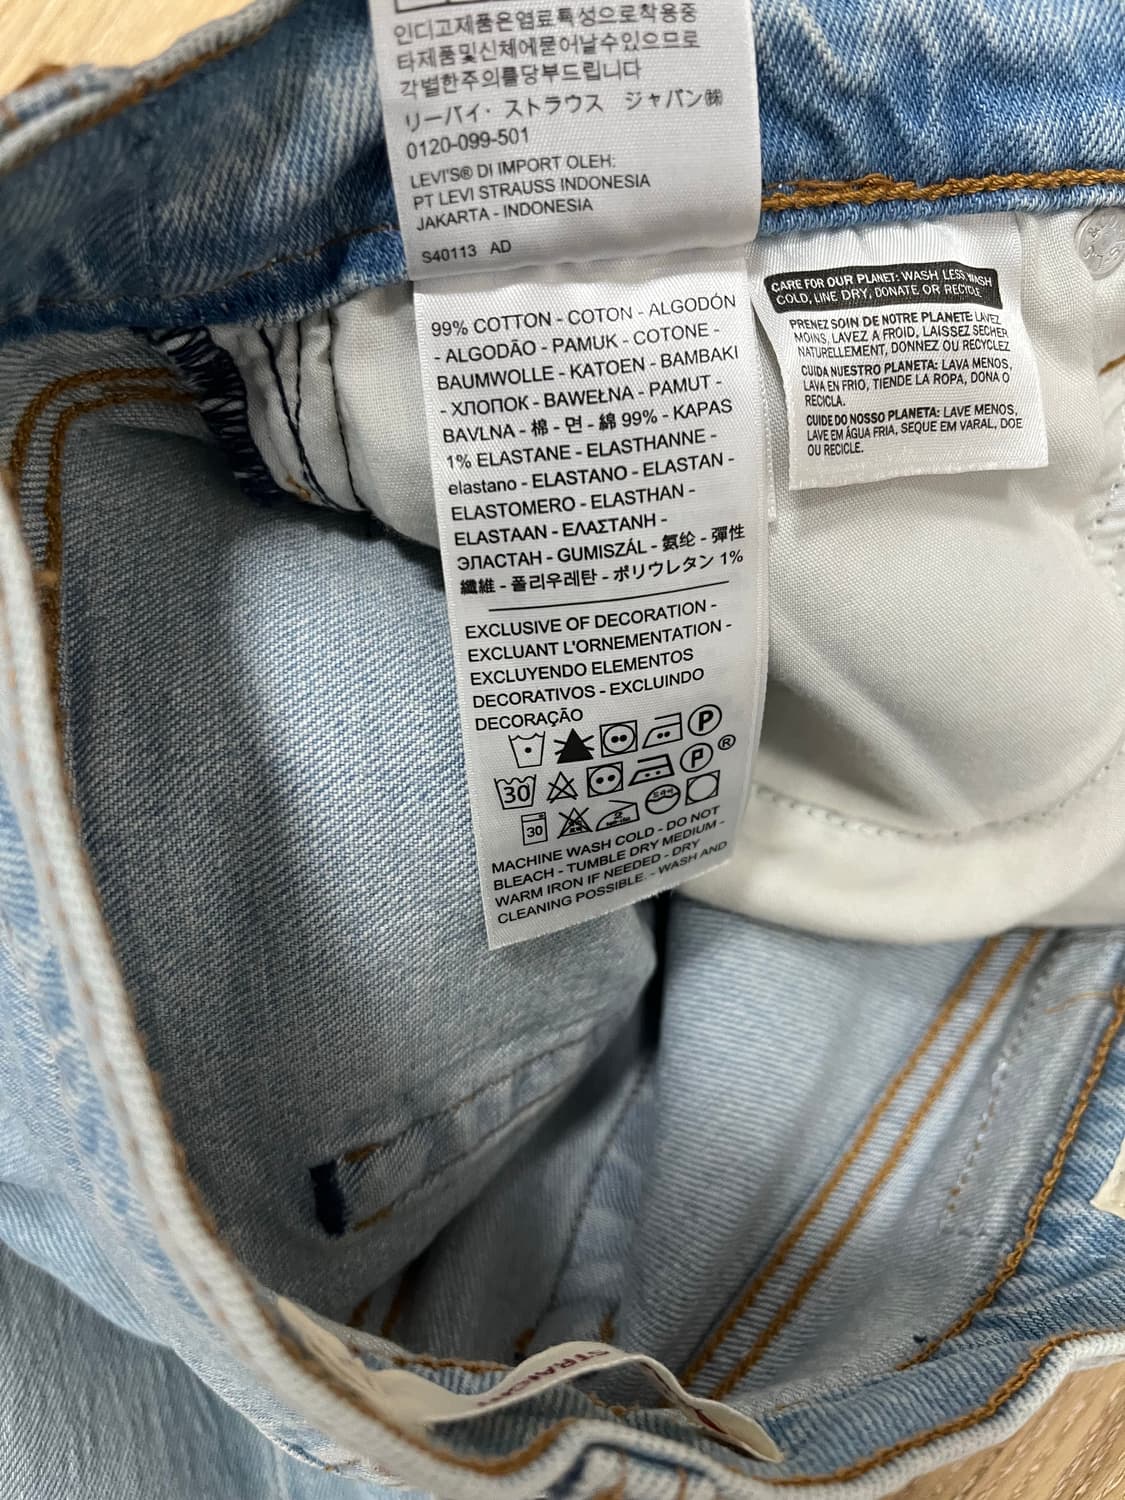 인디고제품은염료특성으로착용중
타제품및신체에묻어날수있으므로
각별한주의를당부드립니다
リーバイ・ストラウス ジャパン㈱
0120-099-501
LEVI'S® DI IMPORT OLEH:
PT LEVI STRAUSS INDONESIA
JAKARTA - INDONESIA
S40113 AD
99% COTTON - COTON - ALGODÓN
- ALGODÃO - PAMUK - COTONE -
BAUMWOLLE - KATOEN - BAMBAKI
- ХЛОПОК - BAWEŁNA - PAMUT -
BAVLNA - 棉 - 면 - 綿 99% - KAPAS
1% ELASTANE - ELASTHANNE -
elastano - ELASTANO - ELASTAN -
ELASTOMERO - ELASTHAN -
ELASTAAN - ΕΛΑΣΤΑΝΗ -
ЭЛАСТАН - GUMISZÁL - 氨纶 - 彈性
纖維 - 폴리우레탄 - ポリウレタン 1%
EXCLUSIVE OF DECORATION -
EXCLUANT L'ORNEMENTATION -
EXCLUYENDO ELEMENTOS
DECORATIVOS - EXCLUINDO
DECORAÇÃO
P
30 P ®
30 2
MACHINE WASH COLD - DO NOT
BLEACH - TUMBLE DRY MEDIUM -
WARM IRON IF NEEDED - DRY
CLEANING POSSIBLE. - WASH AND
CARE FOR OUR PLANET: WASH LESS, WASH
COLD, LINE DRY, DONATE OR RECYCLE
PRENEZ SOIN DE NOTRE PLANETE: LAVEZ
MOINS, LAVEZ A FROID, LAISSEZ SECHER
NATURELLEMENT, DONNEZ OU RECYCLEZ
CUIDA NUESTRO PLANETA: LAVA MENOS,
LAVA EN FRIO, TIENDE LA ROPA, DONA O
RECICLA.
CUIDE DO NOSSO PLANETA: LAVE MENOS,
LAVE EM ÁGUA FRIA, SEQUE EM VARAL, DOE
OU RECICLE.
STRAIGHT